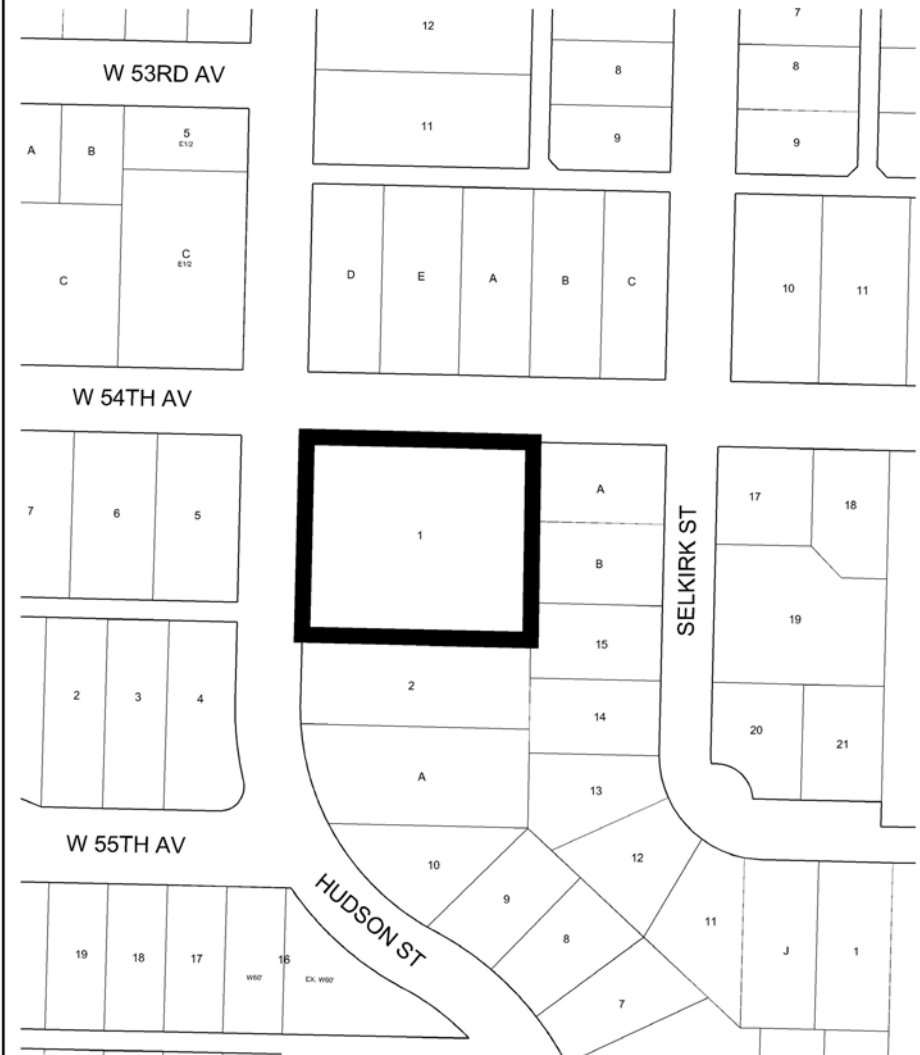 7
12
8
8
W 53RD AV
11
9
9
5
E1/2
A
B
C
E1/2
C
D
E
A
B
C
10
11
W 54TH AV
7
6
5
1
A
B
15
14
13
12
11
SELKIRK ST
17
18
19
20
21
2
3
4
2
A
10
9
8
7
W 55TH AV
HUDSON ST
19
18
17
16
W60'
EX. W60'
J
1